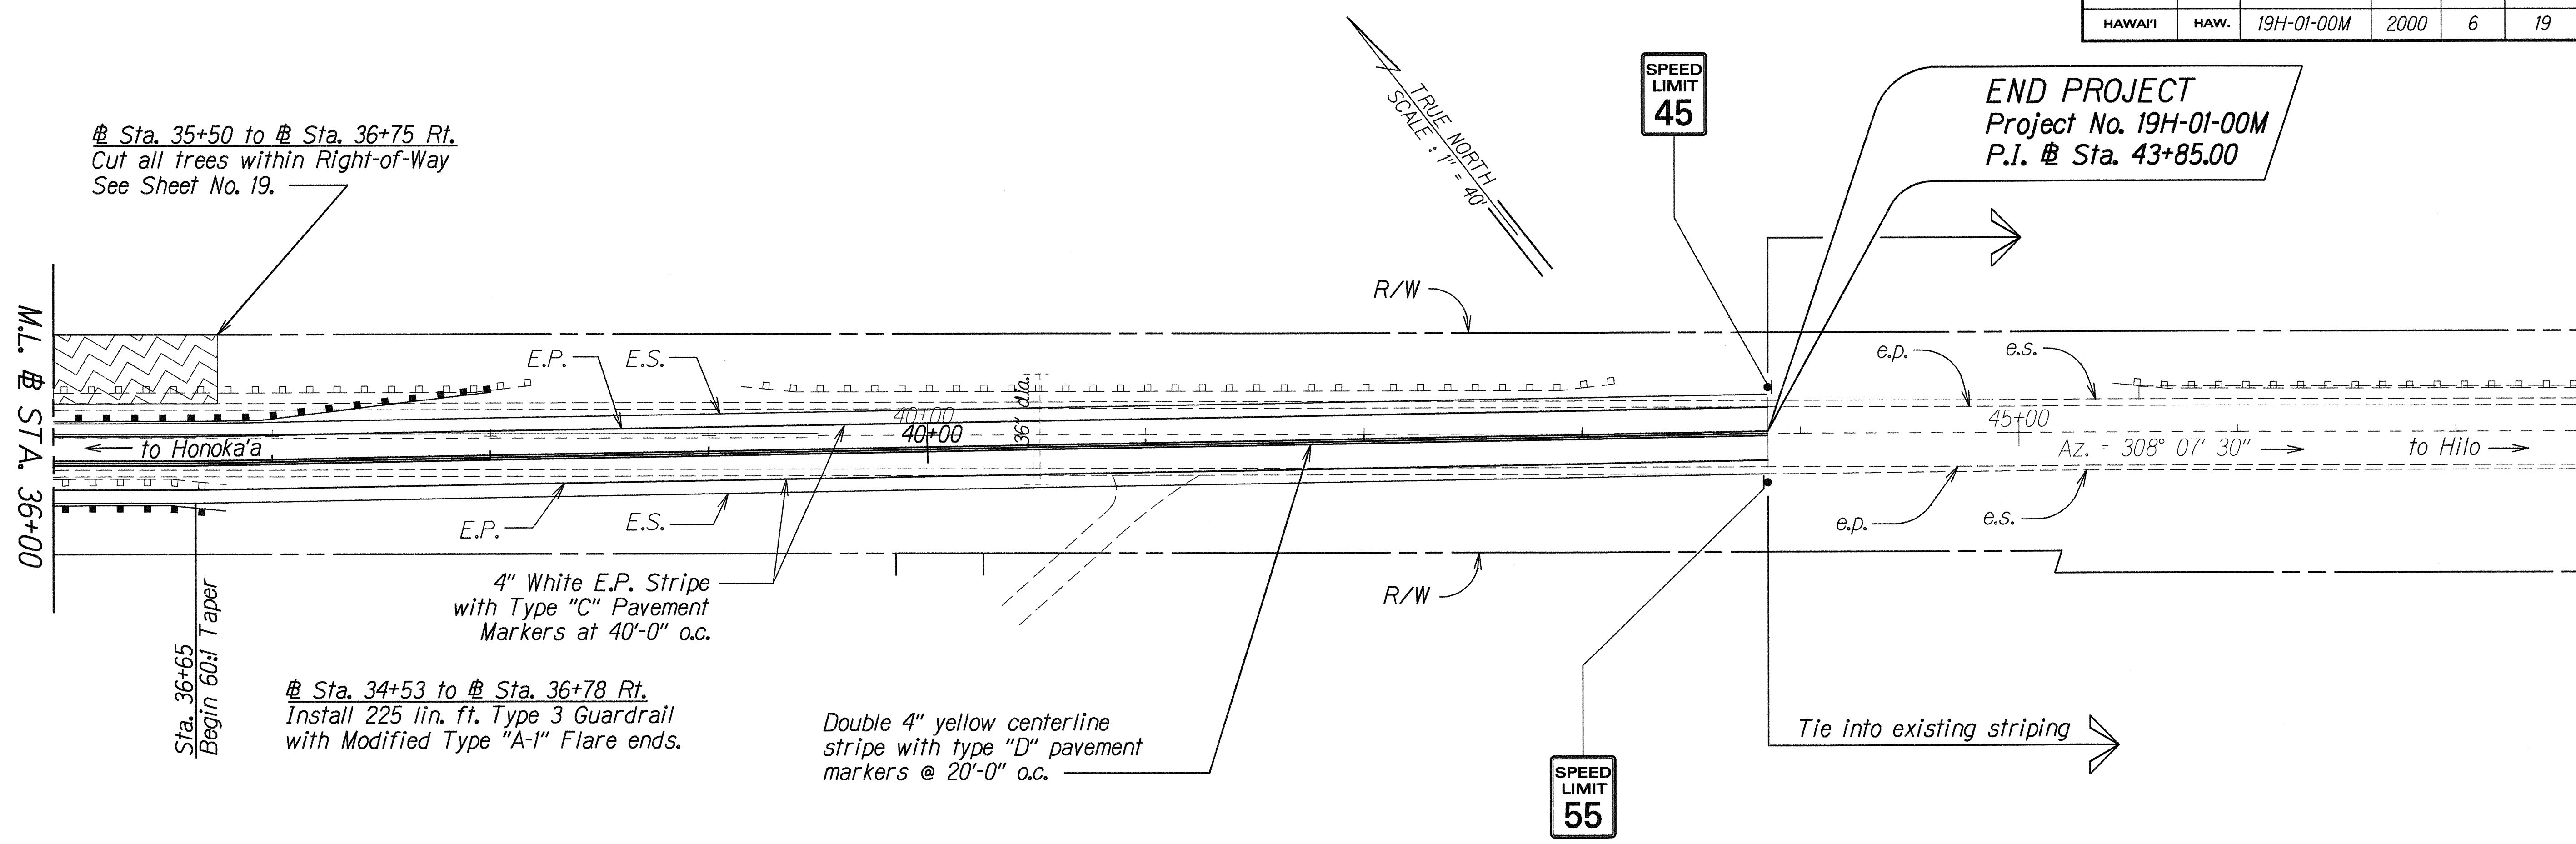 HAWAI'I HAW. 19H-01-00M 2000 6 19
SPEED
LIMIT
45
END PROJECT
Project No. 19H-01-00M
P.I. ℄ Sta. 43+85.00
TRUE NORTH
SCALE : 1" = 40'
℄ Sta. 35+50 to ℄ Sta. 36+75 Rt.
Cut all trees within Right-of-Way
See Sheet No. 19.
R/W
M.L. ℄ STA. 36+00
E.P.
E.S.
e.p.
e.s.
40+00
40+00
36" dia.
45+00
to Honoka'a
Az. = 308° 07' 30"
to Hilo
E.P.
E.S.
e.p.
e.s.
4" White E.P. Stripe
with Type "C" Pavement
Markers at 40'-0" o.c.
R/W
Sta. 36+65
Begin 60:1 Taper
℄ Sta. 34+53 to ℄ Sta. 36+78 Rt.
Install 225 lin. ft. Type 3 Guardrail
with Modified Type "A-1" Flare ends.
Double 4" yellow centerline
stripe with type "D" pavement
markers @ 20'-0" o.c.
Tie into existing striping
SPEED
LIMIT
55